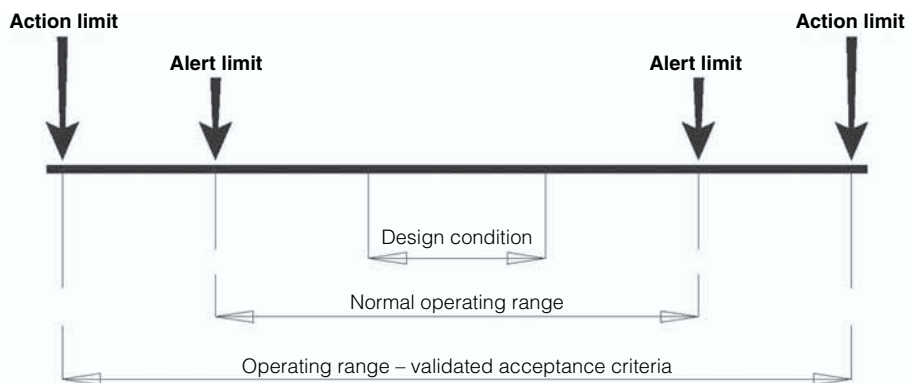 Action limit
Action limit
Alert limit
Alert limit
Design condition
Normal operating range
Operating range – validated acceptance criteria